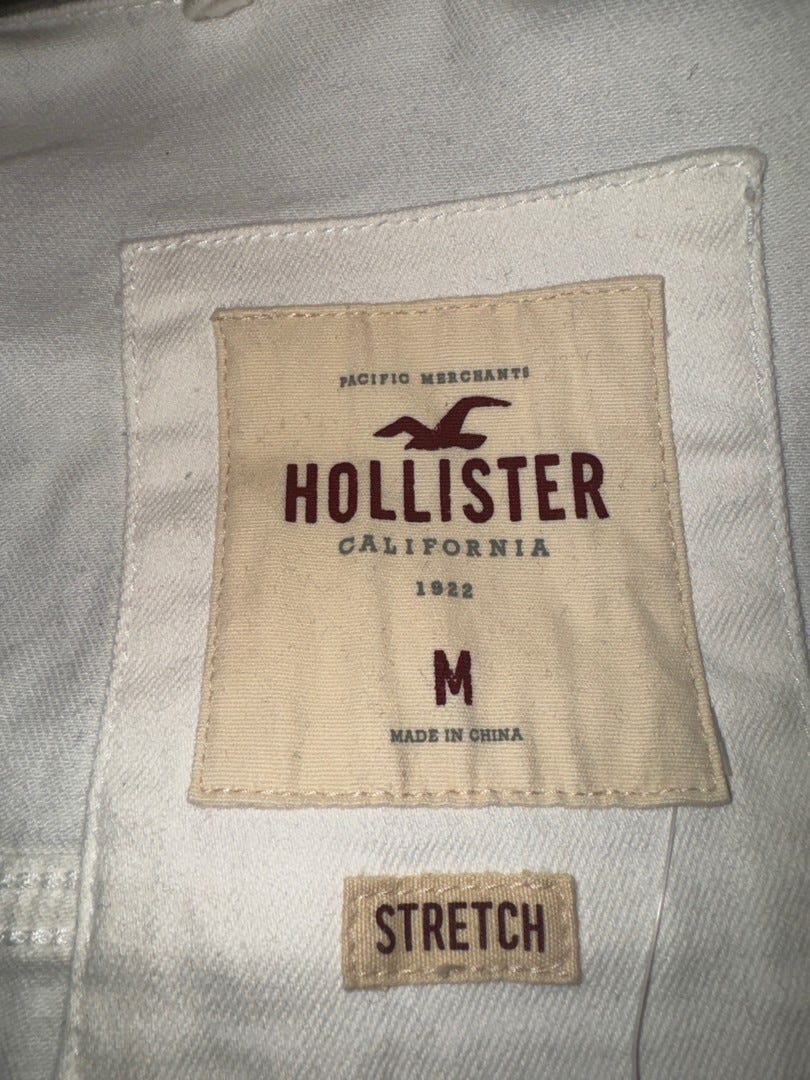 PACIFIC MERCHANTS
HOLLISTER
CALIFORNIA
1922
M
MADE IN CHINA
STRETCH